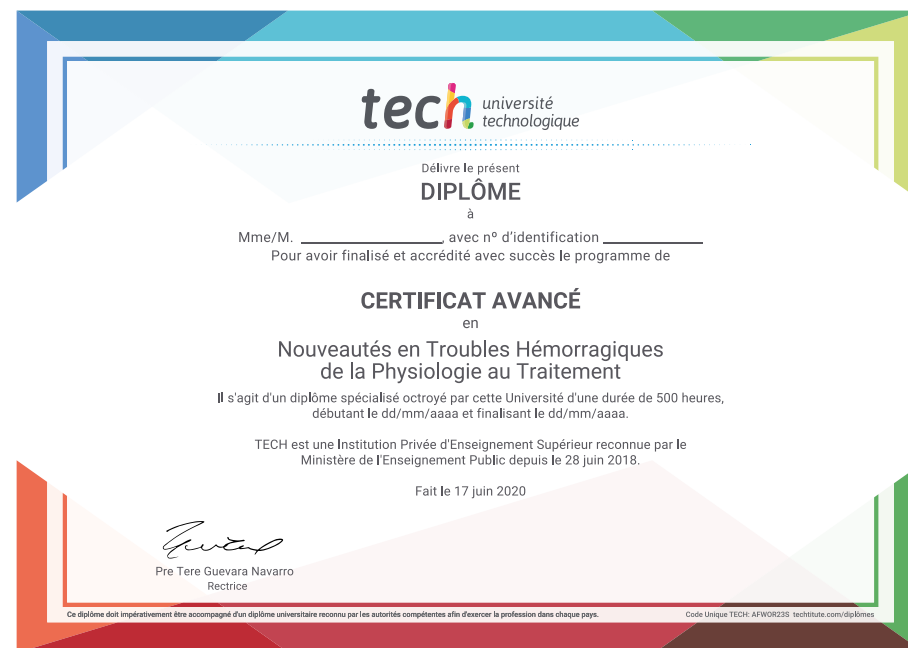 tech université
technologique
Délivre le présent
DIPLÔME
à
Mme/M. ____________________, avec nº d'identification ______________
Pour avoir finalisé et accrédité avec succès le programme de
CERTIFICAT AVANCÉ
en
Nouveautés en Troubles Hémorragiques
de la Physiologie au Traitement
Il s'agit d'un diplôme spécialisé octroyé par cette Université d'une durée de 500 heures,
débutant le dd/mm/aaaa et finalisant le dd/mm/aaaa.
TECH est une Institution Privée d'Enseignement Supérieur reconnue par le
Ministère de l'Enseignement Public depuis le 28 juin 2018.
Fait le 17 juin 2020
Pre Tere Guevara Navarro
Rectrice
Ce diplôme doit impérativement être accompagné d'un diplôme universitaire reconnu par les autorités compétentes afin d'exercer la profession dans chaque pays.
Code Unique TECH: AFWOR23S techtitute.com/diplômes